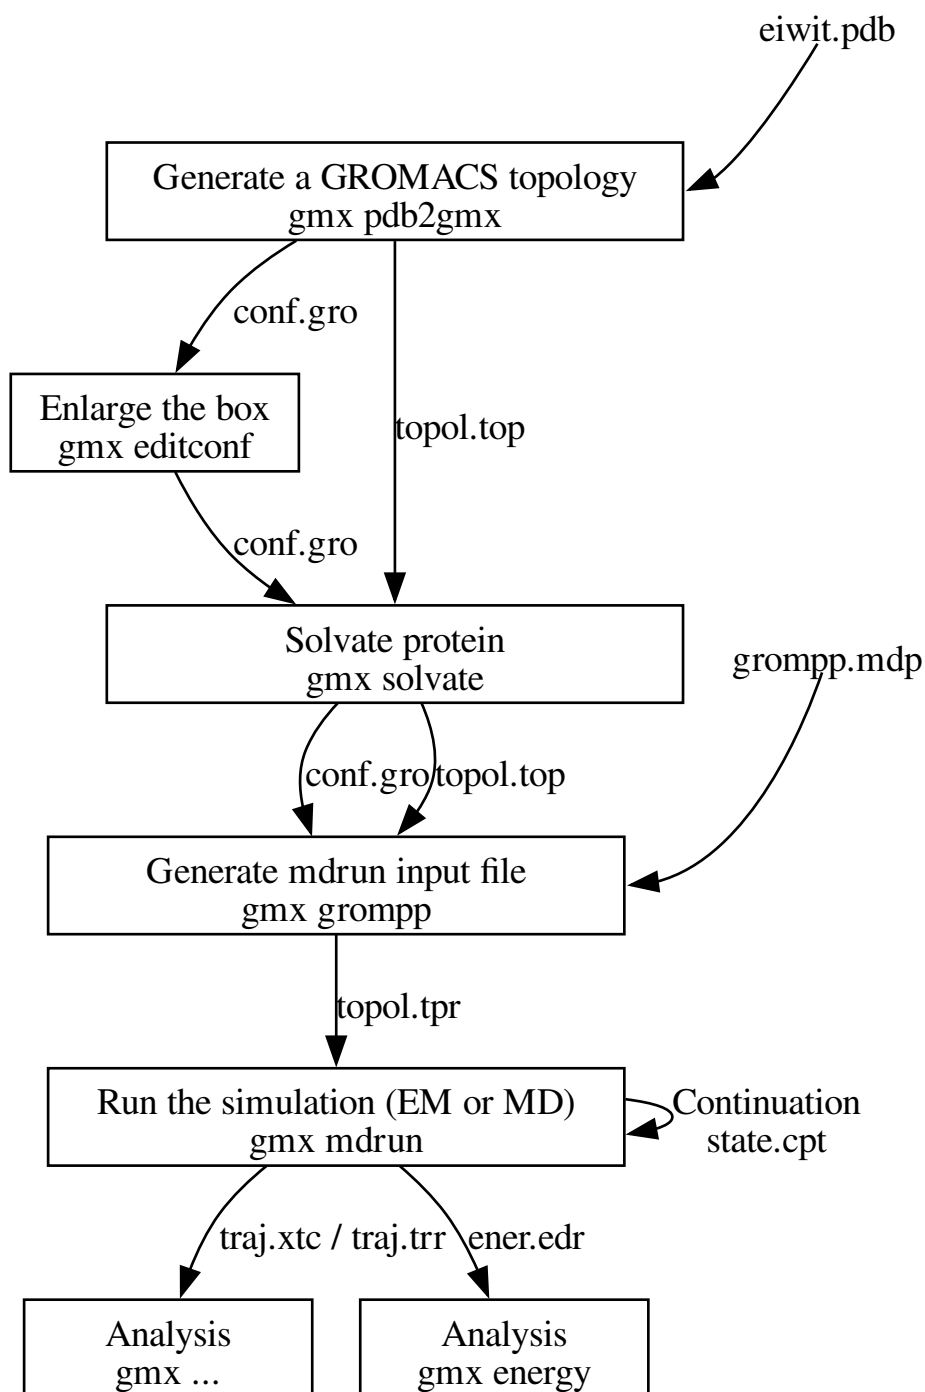 eiwit.pdb
Generate a GROMACS topology
gmx pdb2gmx
conf.gro
Enlarge the box
gmx editconf
topol.top
conf.gro
Solvate protein
gmx solvate
grompp.mdp
conf.gro
topol.top
Generate mdrun input file
gmx grompp
topol.tpr
Run the simulation (EM or MD)
gmx mdrun
Continuation
state.cpt
traj.xtc / traj.trr
ener.edr
Analysis
gmx ...
Analysis
gmx energy